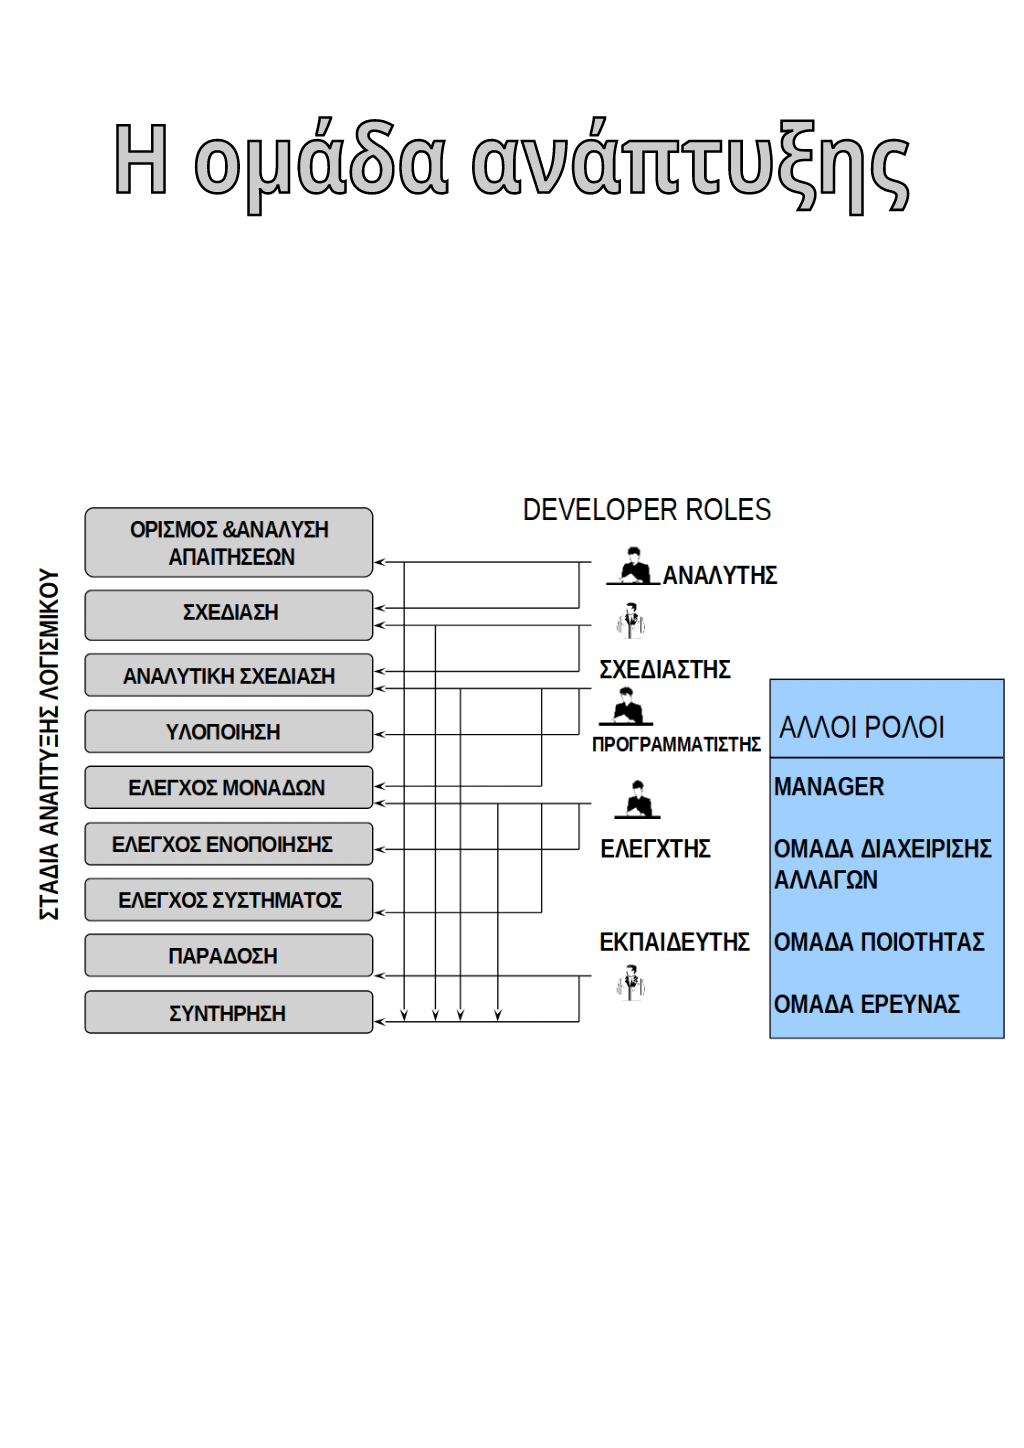 Η ομάδα ανάπτυξης
DEVELOPER ROLES
ΣΤΑΔΙΑ ΑΝΑΠΤΥΞΗΣ ΛΟΓΙΣΜΙΚΟΥ
ΟΡΙΣΜΟΣ &ΑΝΑΛΥΣΗ
ΑΠΑΙΤΗΣΕΩΝ
ΣΧΕΔΙΑΣΗ
ΑΝΑΛΥΤΙΚΗ ΣΧΕΔΙΑΣΗ
ΥΛΟΠΟΙΗΣΗ
ΕΛΕΓΧΟΣ ΜΟΝΑΔΩΝ
ΕΛΕΓΧΟΣ ΕΝΟΠΟΙΗΣΗΣ
ΕΛΕΓΧΟΣ ΣΥΣΤΗΜΑΤΟΣ
ΠΑΡΑΔΟΣΗ
ΣΥΝΤΗΡΗΣΗ
ΑΝΑΛΥΤΗΣ
ΣΧΕΔΙΑΣΤΗΣ
ΠΡΟΓΡΑΜΜΑΤΙΣΤΗΣ
ΕΛΕΓΧΤΗΣ
ΕΚΠΑΙΔΕΥΤΗΣ
ΑΛΛΟΙ ΡΟΛΟΙ
MANAGER
ΟΜΑΔΑ ΔΙΑΧΕΙΡΙΣΗΣ
ΑΛΛΑΓΩΝ
ΟΜΑΔΑ ΠΟΙΟΤΗΤΑΣ
ΟΜΑΔΑ ΕΡΕΥΝΑΣ